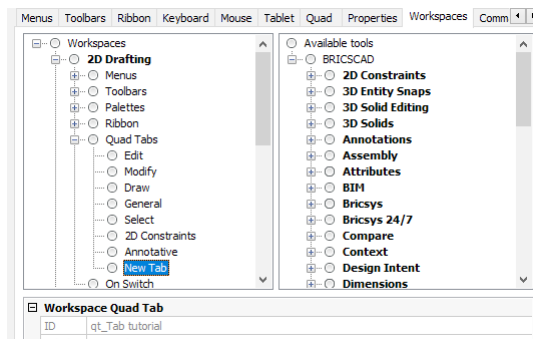 Menus Toolbars Ribbon Keyboard Mouse Tablet Quad Properties Workspaces Comm
Workspaces
2D Drafting
Menus
Toolbars
Palettes
Ribbon
Quad Tabs
Edit
Modify
Draw
General
Select
2D Constraints
Annotative
New Tab
On Switch
Available tools
BRICSCAD
2D Constraints
3D Entity Snaps
3D Solid Editing
3D Solids
Annotations
Assembly
Attributes
BIM
Bricsys
Bricsys 24/7
Compare
Context
Design Intent
Dimensions
Workspace Quad Tab
ID qt_Tab tutorial